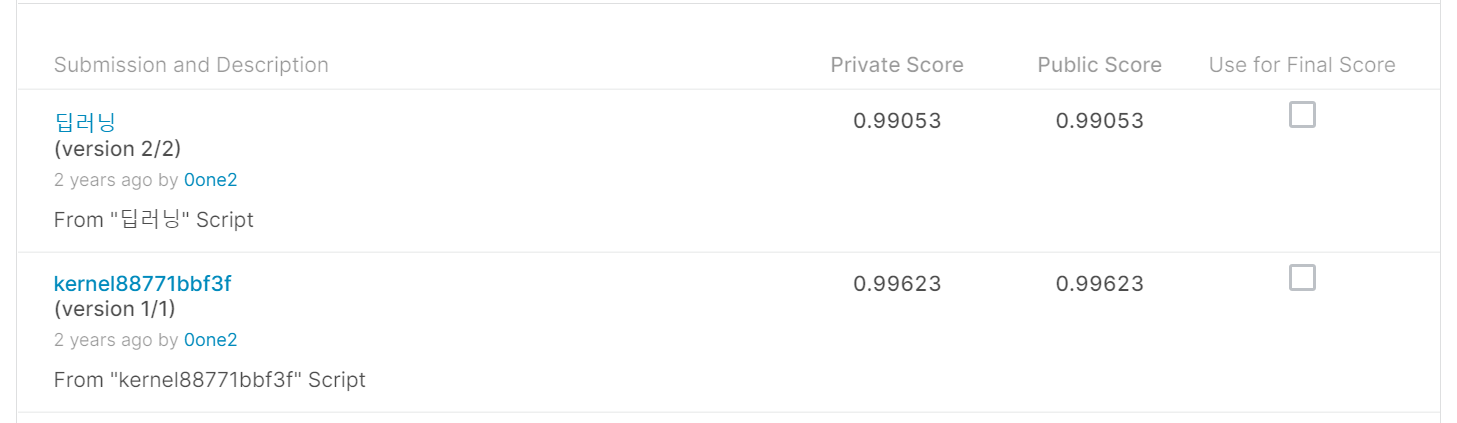 Submission and Description Private Score Public Score Use for Final Score
딥러닝 0.99053 0.99053
(version 2/2)
2 years ago by 0one2
From "딥러닝" Script
kernel88771bbf3f 0.99623 0.99623
(version 1/1)
2 years ago by 0one2
From "kernel88771bbf3f" Script